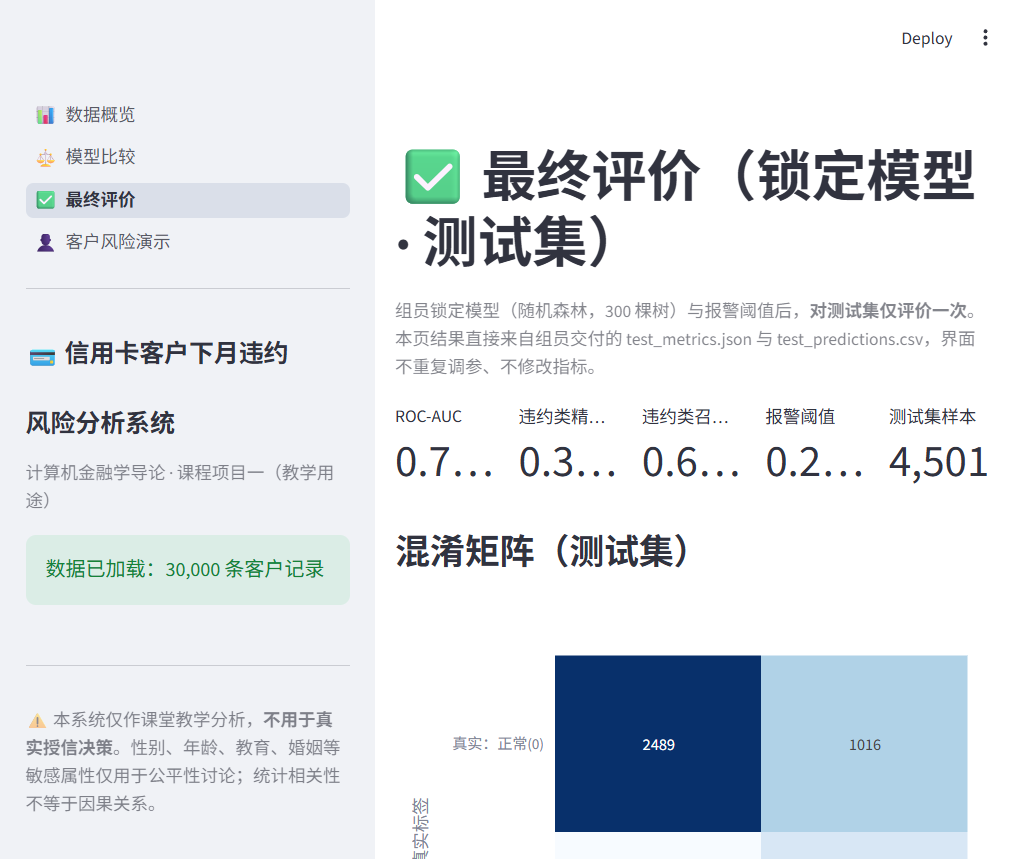 Deploy
数据概览
模型比较
最终评价
客户风险演示
信用卡客户下月违约
风险分析系统
计算机金融学导论 · 课程项目一（教学用
途）
数据已加载：30,000 条客户记录
本系统仅作课堂教学分析，不用于真
实授信决策。性别、年龄、教育、婚姻等
敏感属性仅用于公平性讨论；统计相关性
不等于因果关系。
最终评价（锁定模型
· 测试集）
组员锁定模型（随机森林，300 棵树）与报警阈值后，对测试集仅评价一次。
本页结果直接来自组员交付的 test_metrics.json 与 test_predictions.csv，界面
不重复调参、不修改指标。
ROC-AUC
0.7…
违约类精…
0.3…
违约类召…
0.6…
报警阈值
0.2…
测试集样本
4,501
混淆矩阵（测试集）
真实：正常(0)
2489
1016
真实标签